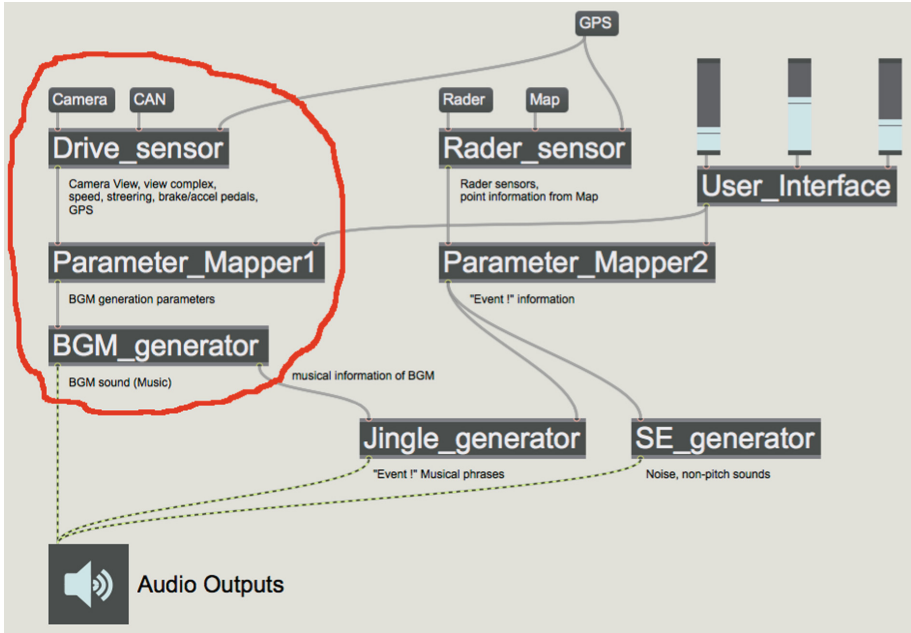 GPS
Camera
CAN
Rader
Map
Drive_sensor
Rader_sensor
Camera View, view complex,
speed, streering, brake/accel pedals,
GPS
Rader sensors,
point information from Map
User_Interface
Parameter_Mapper1
Parameter_Mapper2
BGM generation parameters
"Event !" information
BGM_generator
BGM sound (Music)
musical information of BGM
Jingle_generator
SE_generator
"Event !" Musical phrases
Noise, non-pitch sounds
Audio Outputs